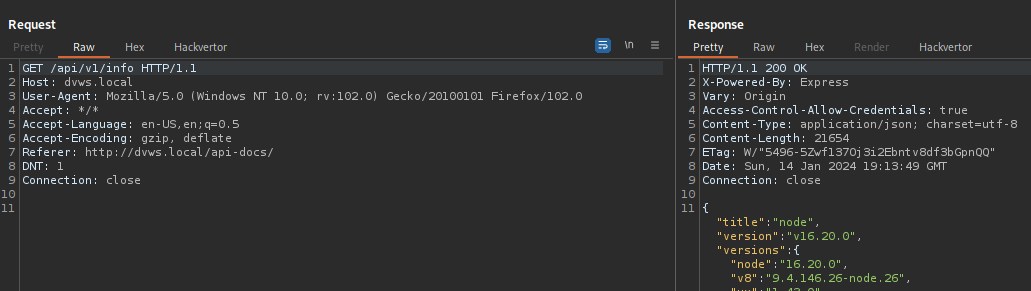 Request
Pretty Raw Hex Hackvertor \n
1 GET /api/v1/info HTTP/1.1
2 Host: dvws.local
3 User-Agent: Mozilla/5.0 (Windows NT 10.0; rv:102.0) Gecko/20100101 Firefox/102.0
4 Accept: */*
5 Accept-Language: en-US,en;q=0.5
6 Accept-Encoding: gzip, deflate
7 Referer: http://dvws.local/api-docs/
8 DNT: 1
9 Connection: close
10
11
Response
Pretty Raw Hex Render Hackvertor
1 HTTP/1.1 200 OK
2 X-Powered-By: Express
3 Vary: Origin
4 Access-Control-Allow-Credentials: true
5 Content-Type: application/json; charset=utf-8
6 Content-Length: 21654
7 ETag: W/"5496-5Zwfl370j3i2Ebntv8df3bGpnQQ"
8 Date: Sun, 14 Jan 2024 19:13:49 GMT
9 Connection: close
10
11 {
"title":"node",
"version":"v16.20.0",
"versions":{
"node":"16.20.0",
"v8":"9.4.146.26-node.26",